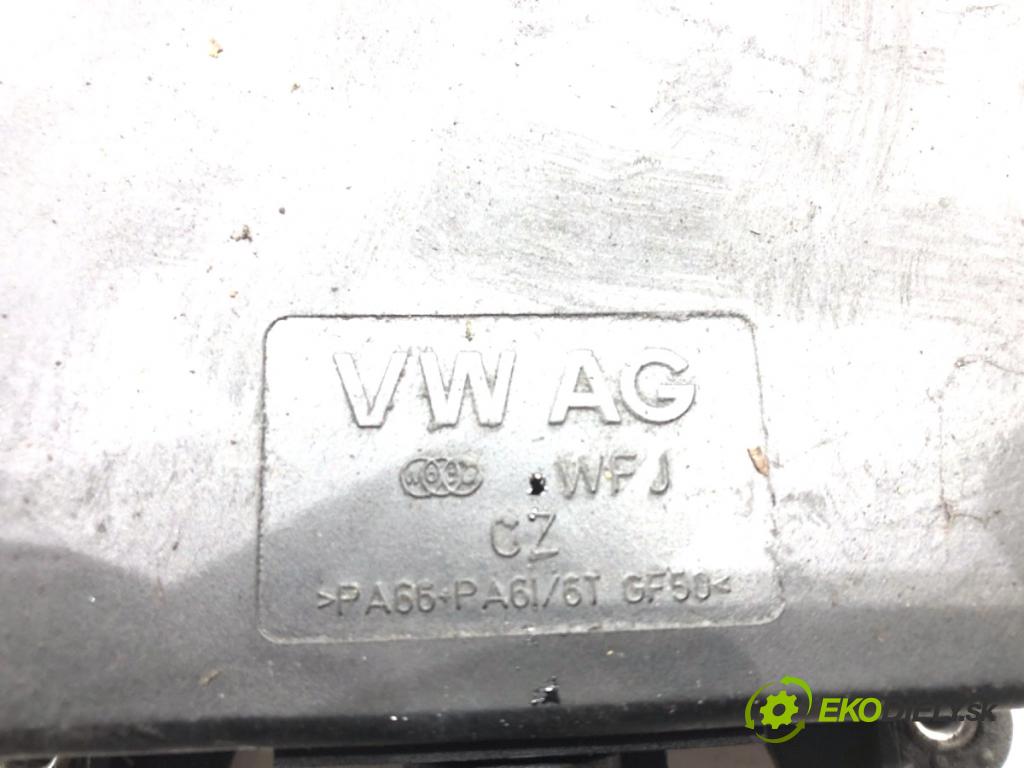 VW AG
WFJ
CZ
>PA66+PA6I/6T GF50<
EKODIELY.SK